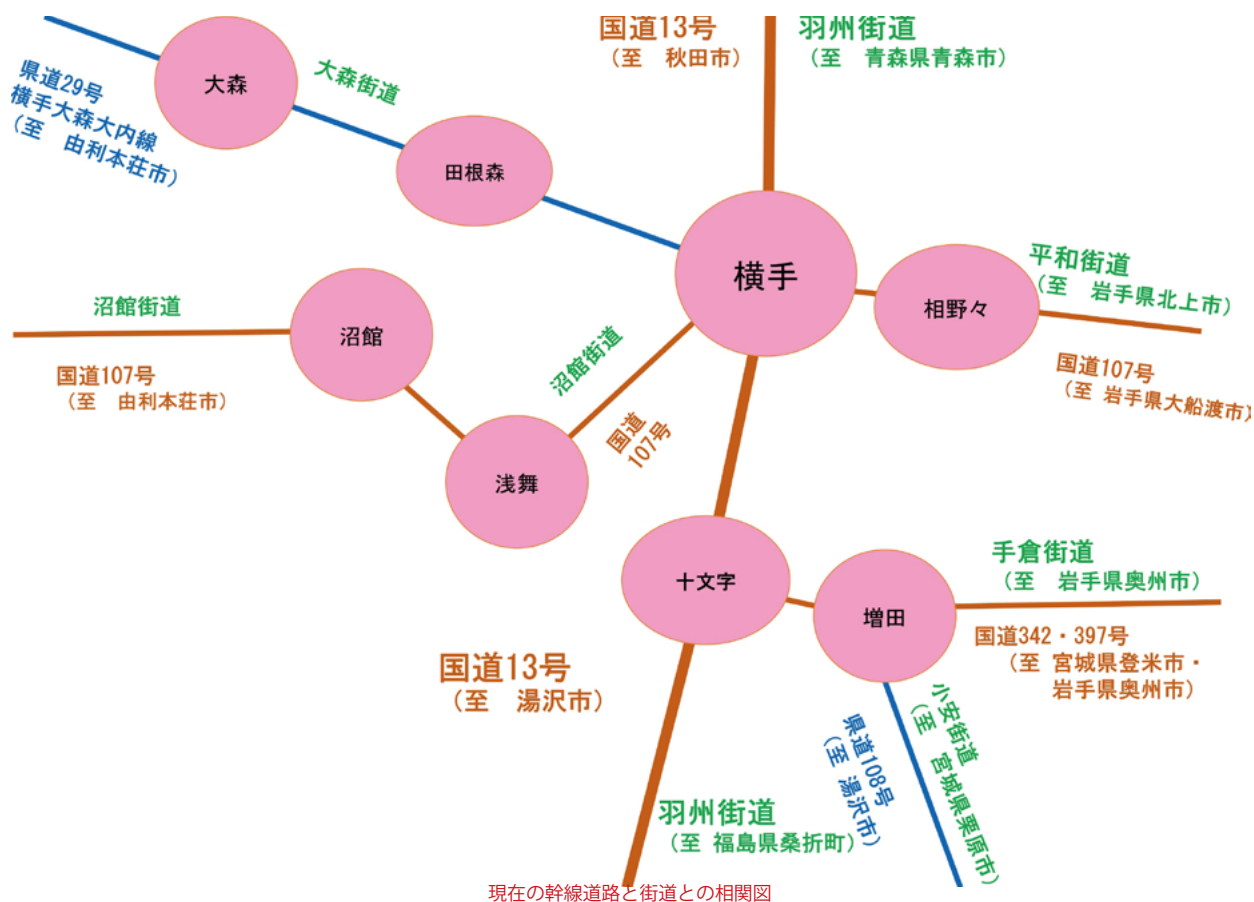 国道13号
（至　秋田市）
羽州街道
（至　青森県青森市）
大森
大森街道
県道29号
横手大森大内線
（至　由利本荘市）
田根森
横手
相野々
平和街道
（至　岩手県北上市）
国道107号
（至 岩手県大船渡市）
沼館街道
沼館
国道107号
（至　由利本荘市）
沼館街道
国道
107号
浅舞
十文字
増田
手倉街道
（至　岩手県奥州市）
国道342・397号
（至 宮城県登米市・
岩手県奥州市）
国道13号
（至　湯沢市）
羽州街道
（至 福島県桑折町）
県道108号
（至 湯沢市）
小安街道
（至　宮城県栗原市）
現在の幹線道路と街道との相関図